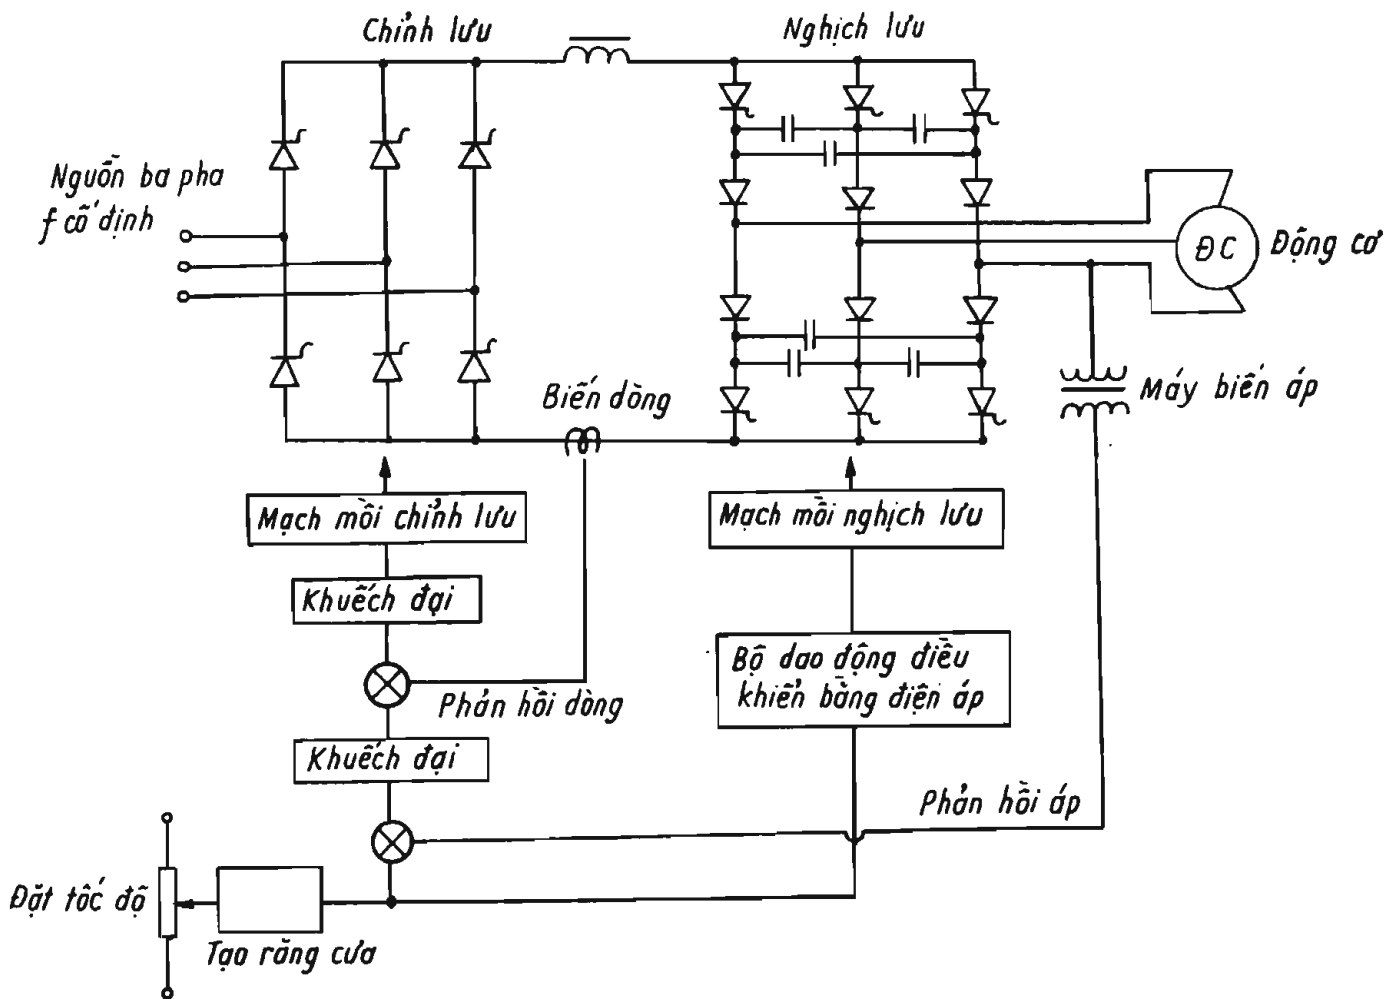 Chỉnh lưu
Nghịch lưu
Nguồn ba pha
f cố định
ĐC
Động cơ
Biến dòng
Máy biến áp
Mạch mồi chỉnh lưu
Mạch mồi nghịch lưu
Khuếch đại
Bộ dao động điều
khiển bằng điện áp
Phản hồi dòng
Khuếch đại
Phản hồi áp
Đặt tốc độ
Tạo răng cưa